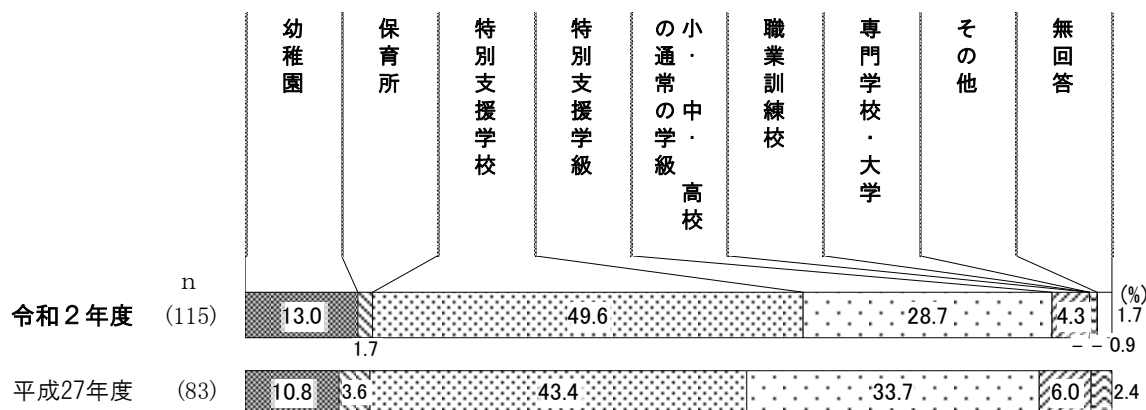 幼稚園
保育所
特別支援学校
特別支援学級
小・中・高校
の通常の学級
職業訓練校
専門学校・大学
その他
無回答
n
(%)
令和２年度 (115) 13.0 49.6 28.7 4.3 1.7
1.7 - - 0.9
平成27年度 (83) 10.8 3.6 43.4 33.7 6.0 2.4